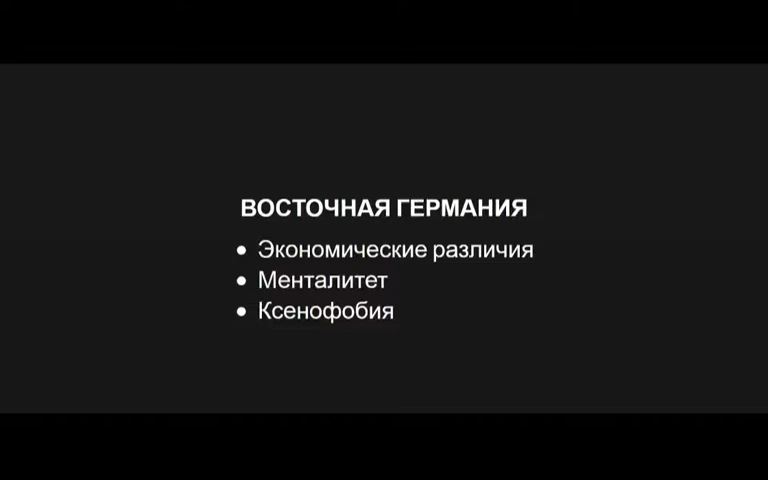 ВОСТОЧНАЯ ГЕРМАНИЯ
• Экономические различия
• Менталитет
• Ксенофобия